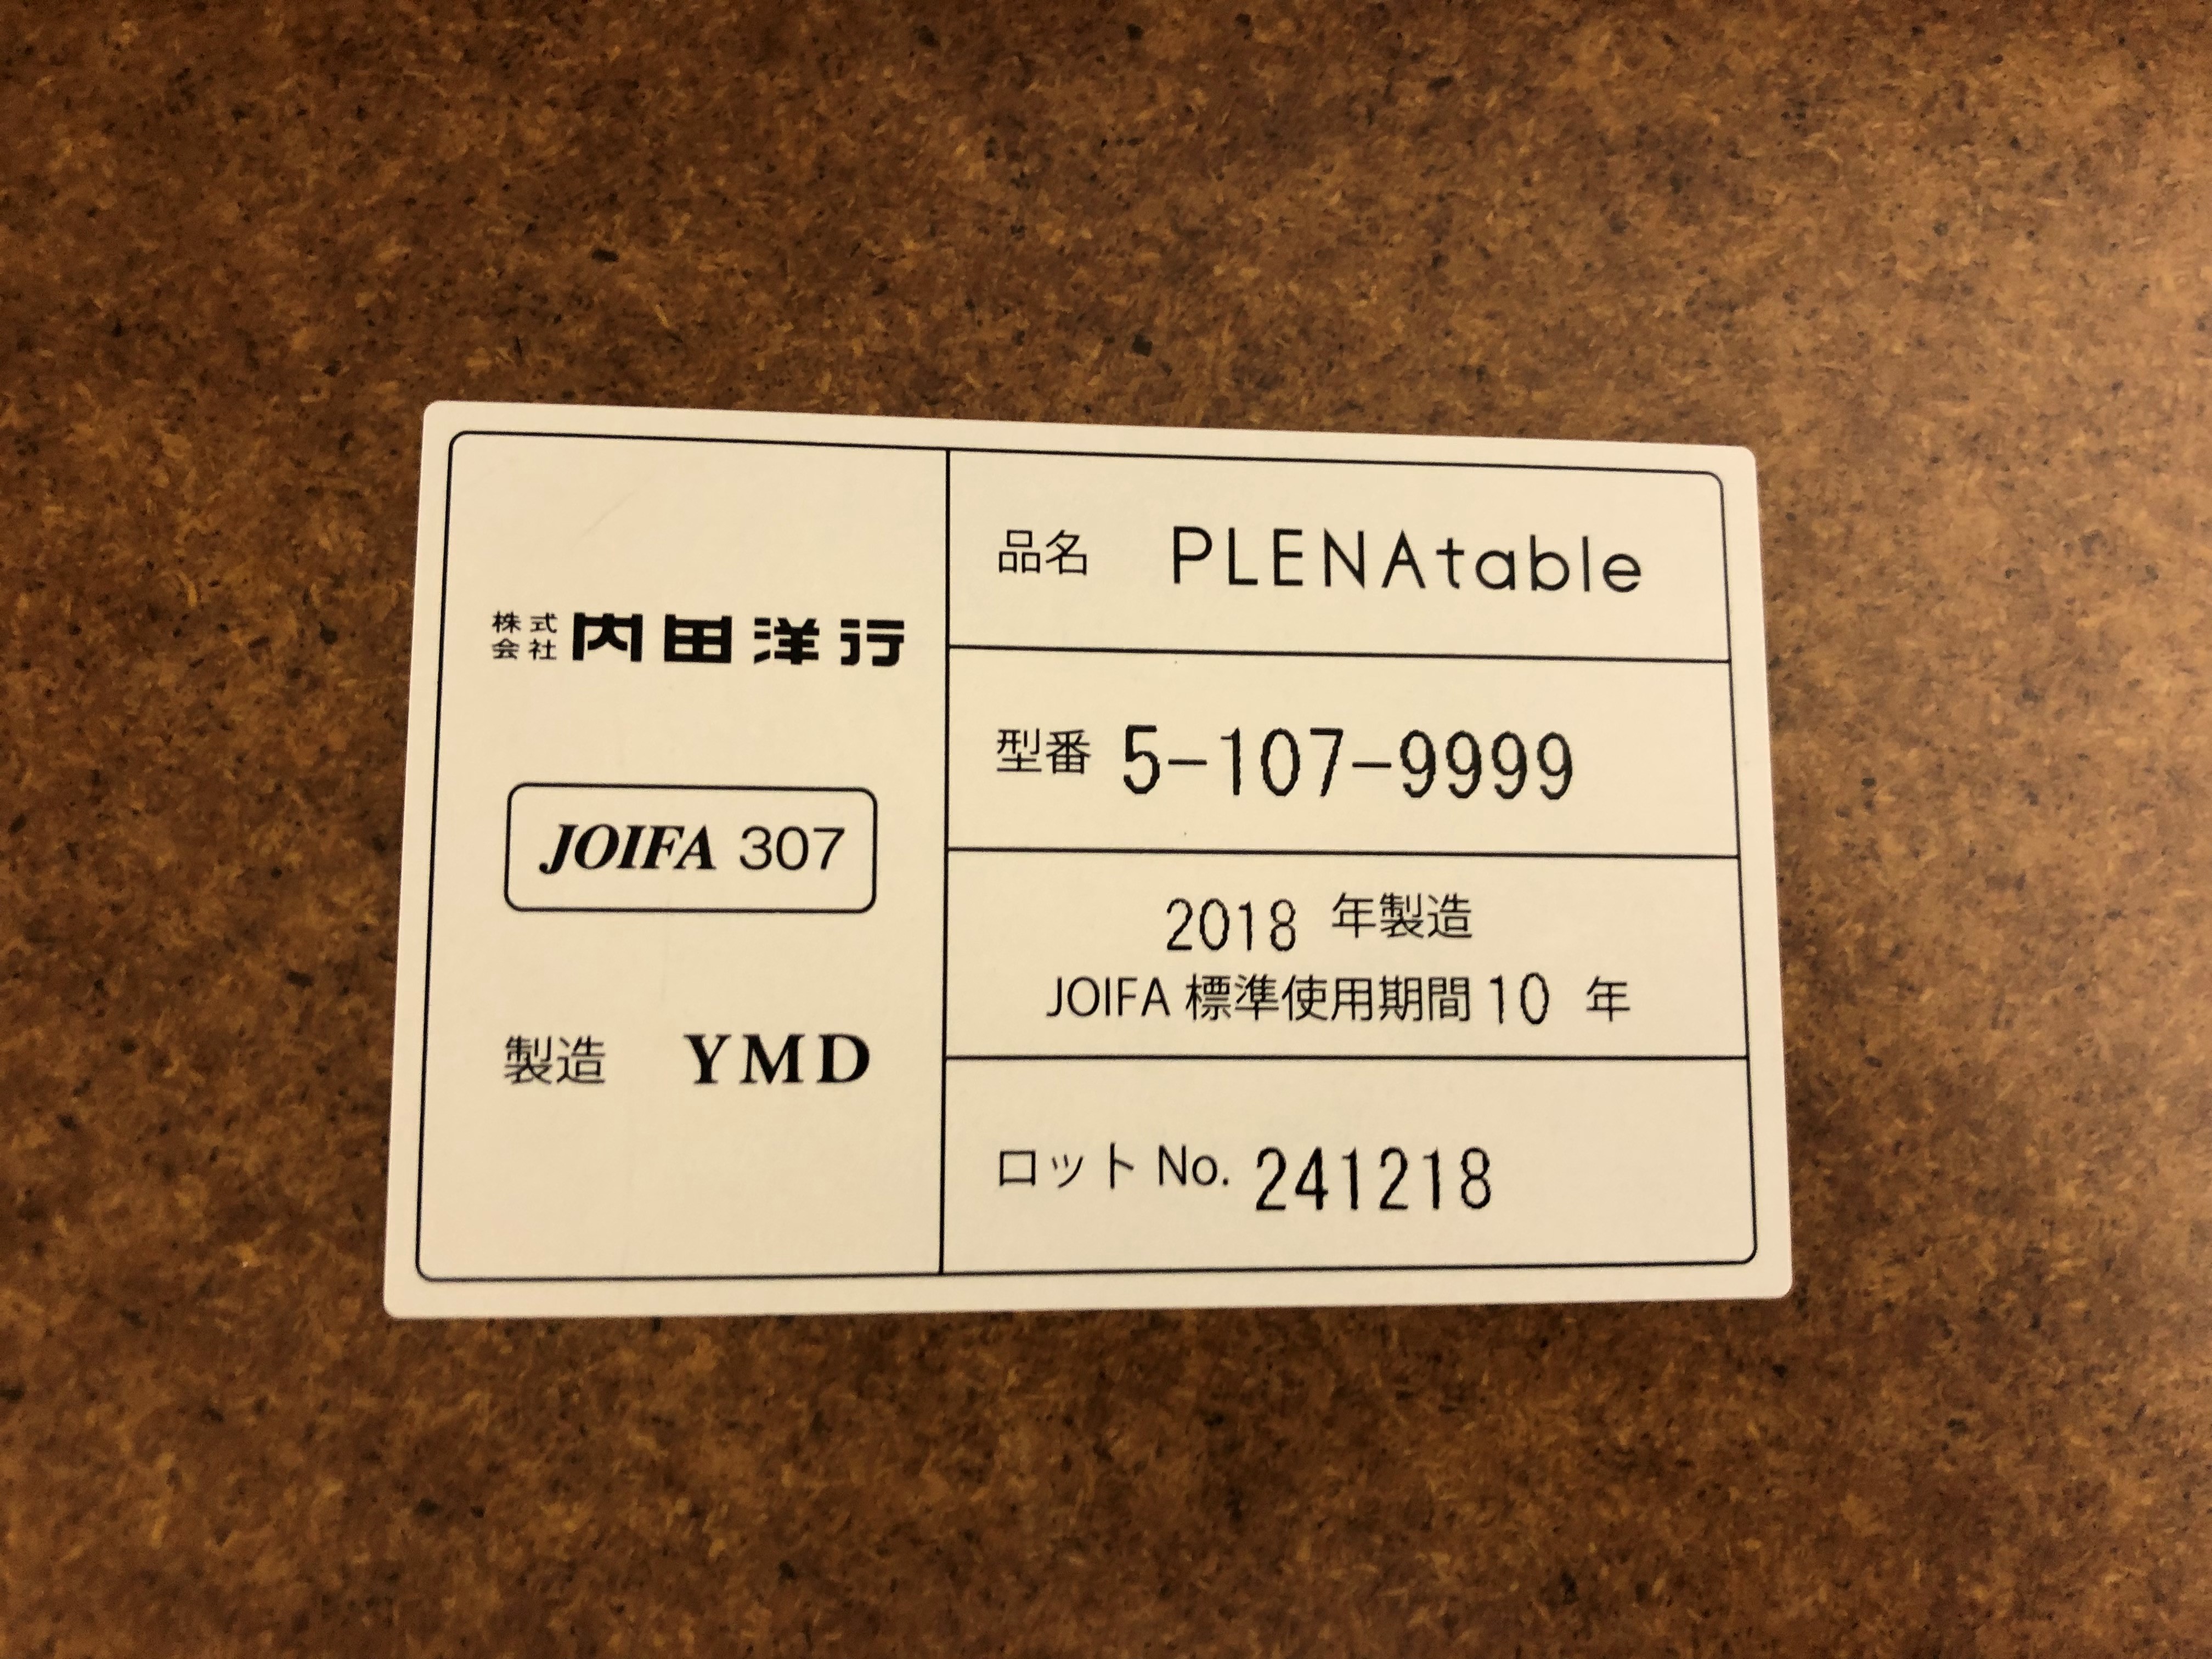 株式会社 内田洋行
JOIFA 307
製造 YMD
品名 PLENAtable
型番 5-107-9999
2018 年製造
JOIFA 標準使用期間 10 年
ロット No. 241218